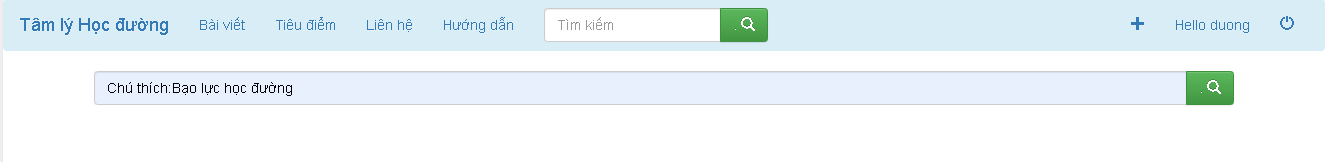 Tâm lý Học đường Bài viết Tiêu điểm Liên hệ Hướng dẫn Tìm kiếm . Hello duong
Chú thích:Bạo lực học đường .